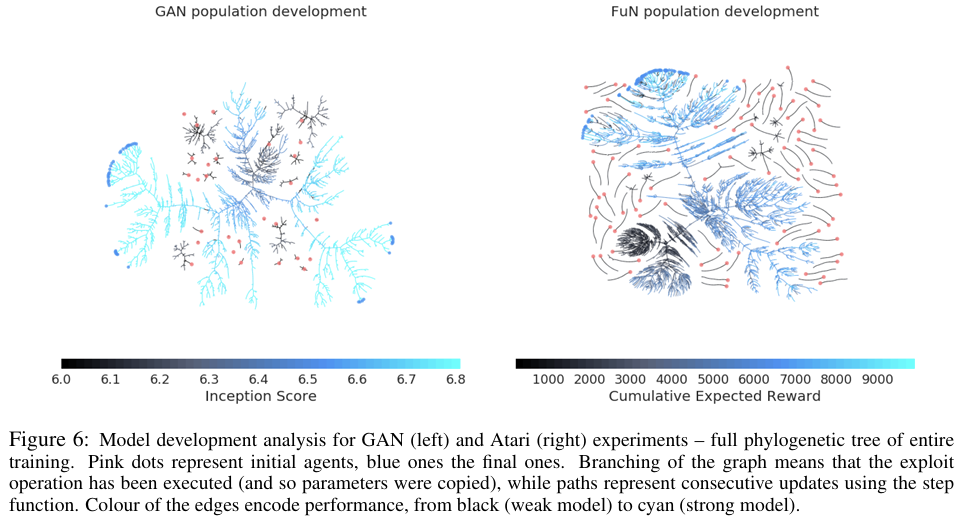 GAN population development
FuN population development
6.0 6.1 6.2 6.3 6.4 6.5 6.6 6.7 6.8
Inception Score
1000 2000 3000 4000 5000 6000 7000 8000 9000
Cumulative Expected Reward
Figure 6: Model development analysis for GAN (left) and Atari (right) experiments – full phylogenetic tree of entire
training. Pink dots represent initial agents, blue ones the final ones. Branching of the graph means that the exploit
operation has been executed (and so parameters were copied), while paths represent consecutive updates using the step
function. Colour of the edges encode performance, from black (weak model) to cyan (strong model).